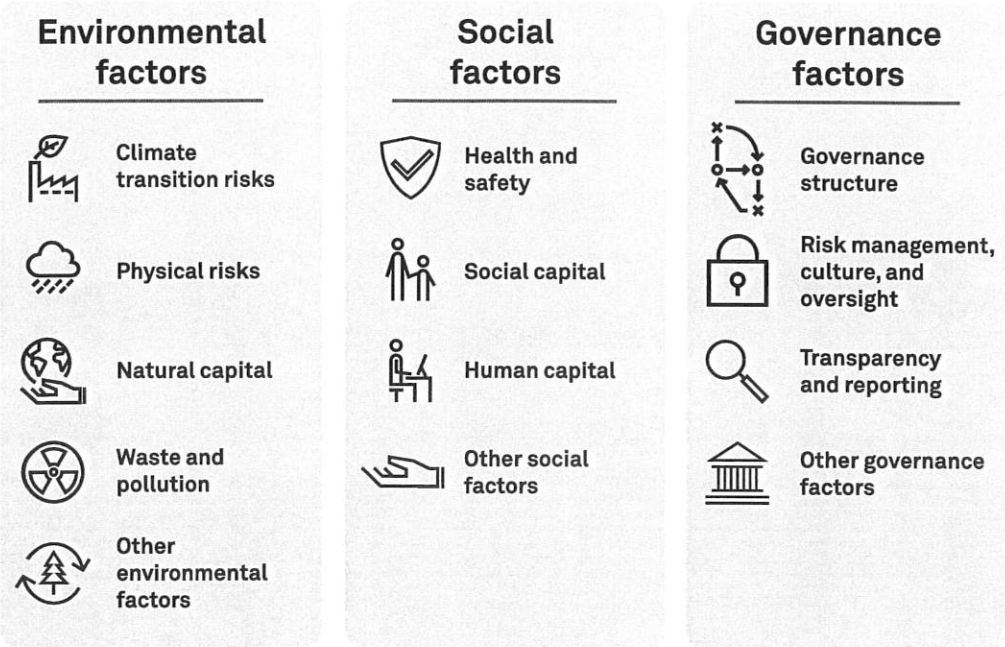 Environmental
factors
Climate
transition risks
Physical risks
Natural capital
Waste and
pollution
Other
environmental
factors
Social
factors
Health and
safety
Social capital
Human capital
Other social
factors
Governance
factors
Governance
structure
Risk management,
culture, and
oversight
Transparency
and reporting
Other governance
factors